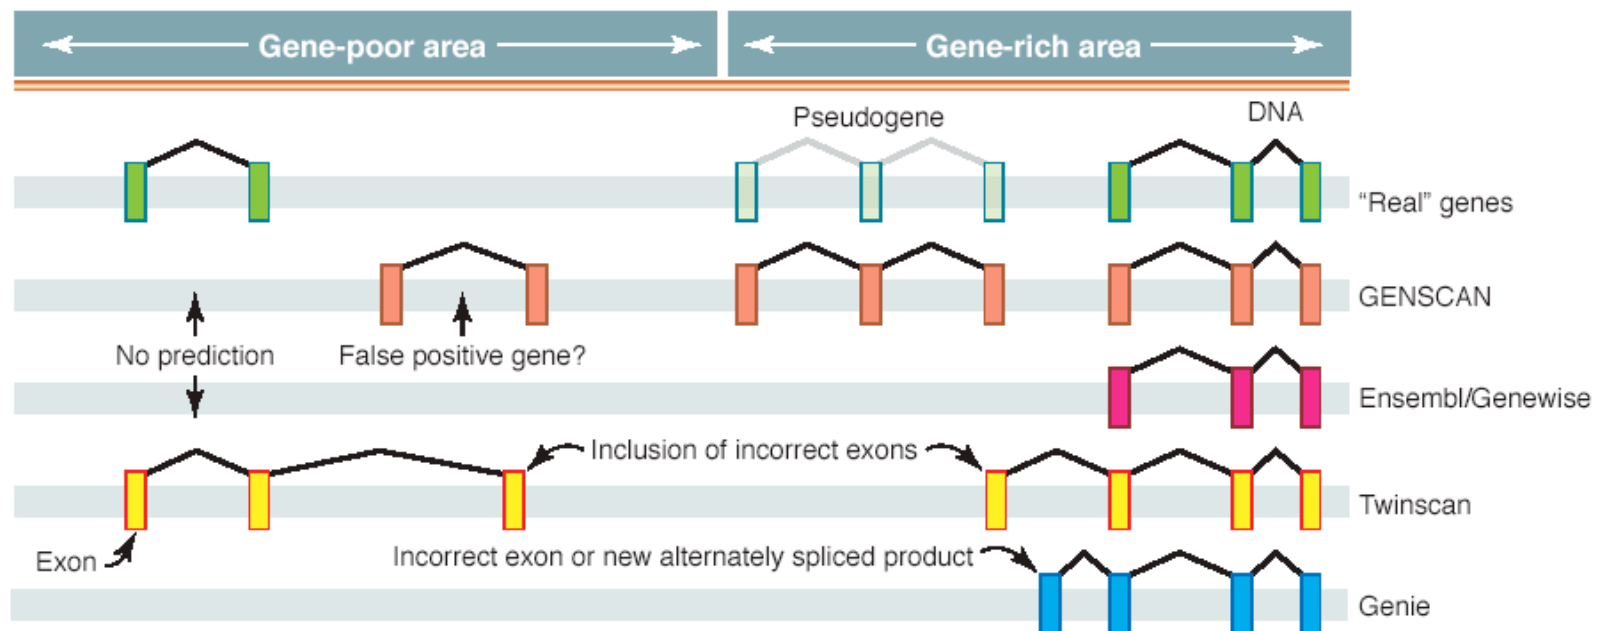 Gene-poor area
Gene-rich area
Pseudogene
DNA
“Real” genes
GENSCAN
No prediction
False positive gene?
Ensembl/Genewise
Inclusion of incorrect exons
Twinscan
Exon
Incorrect exon or new alternately spliced product
Genie